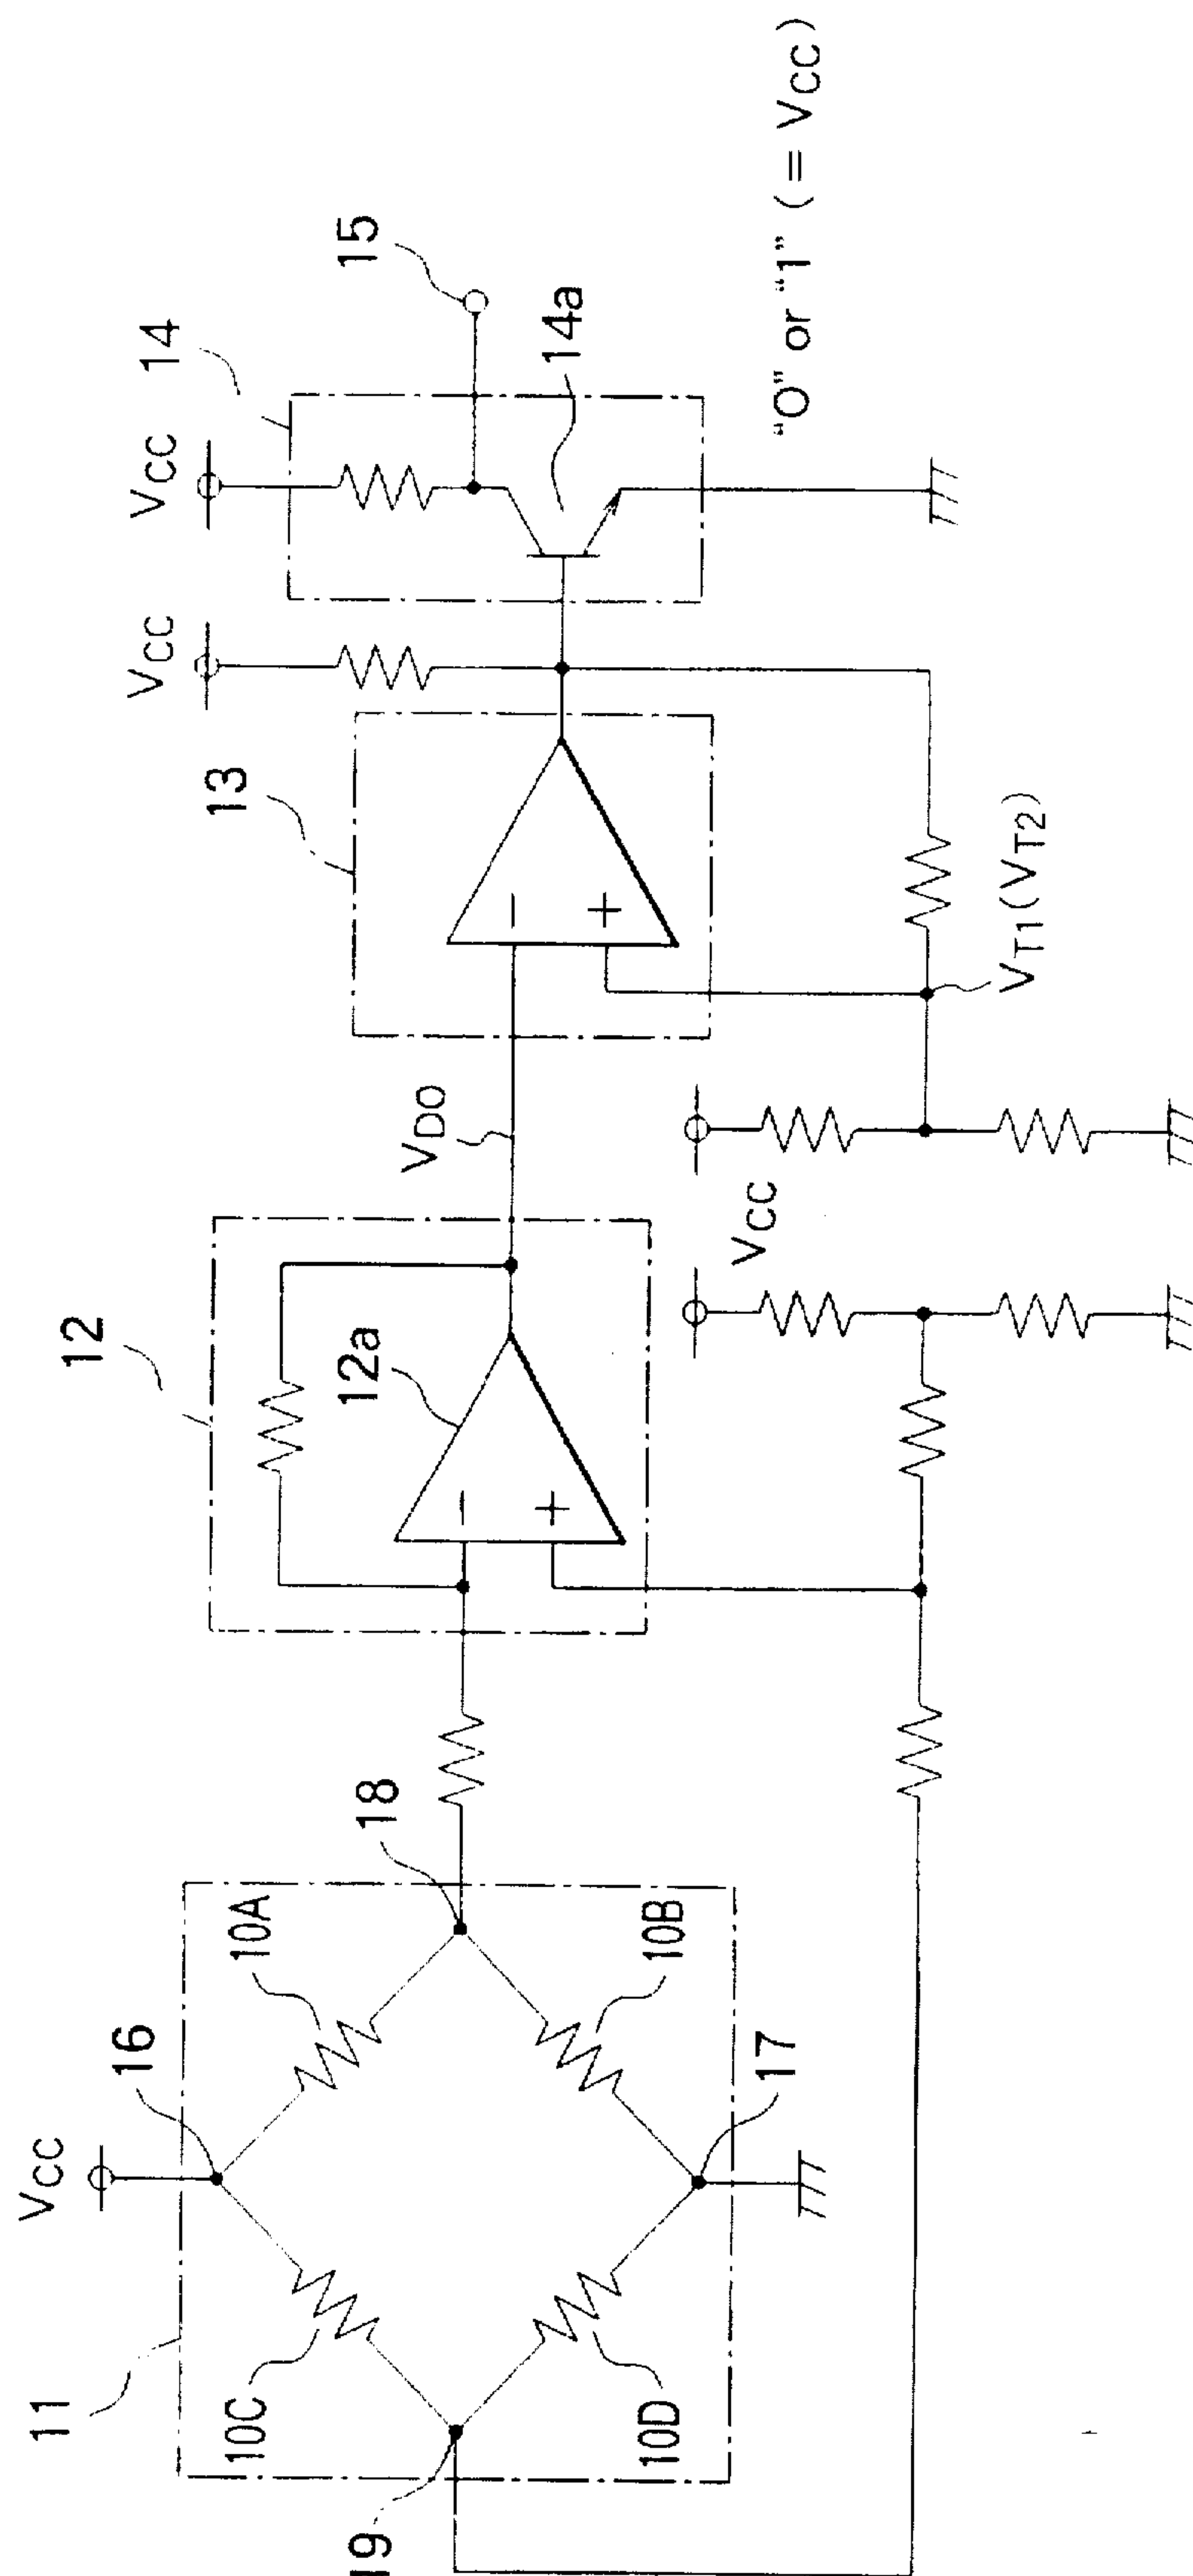 11
VCC
16
10A
10C
18
10B
10D
17
19
12
12a
VDO
VCC
13
VCC
VT1(VT2)
14
VCC
15
14a
"0" or "1" (= VCC)
−
+
−
+